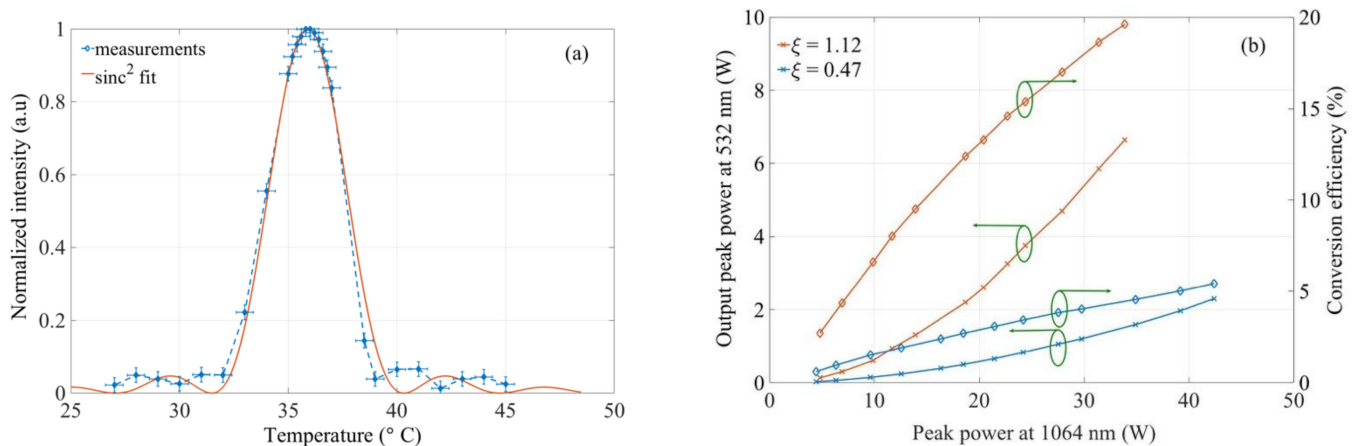 (a)
measurements
sinc² fit
Normalized intensity (a.u)
1
0.8
0.6
0.4
0.2
0
25 30 35 40 45 50
Temperature (° C)
(b)
ξ = 1.12
ξ = 0.47
Output peak power at 532 nm (W)
10
8
6
4
2
0
0 10 20 30 40 50
Peak power at 1064 nm (W)
20
15
10
5
0
Conversion efficiency (%)